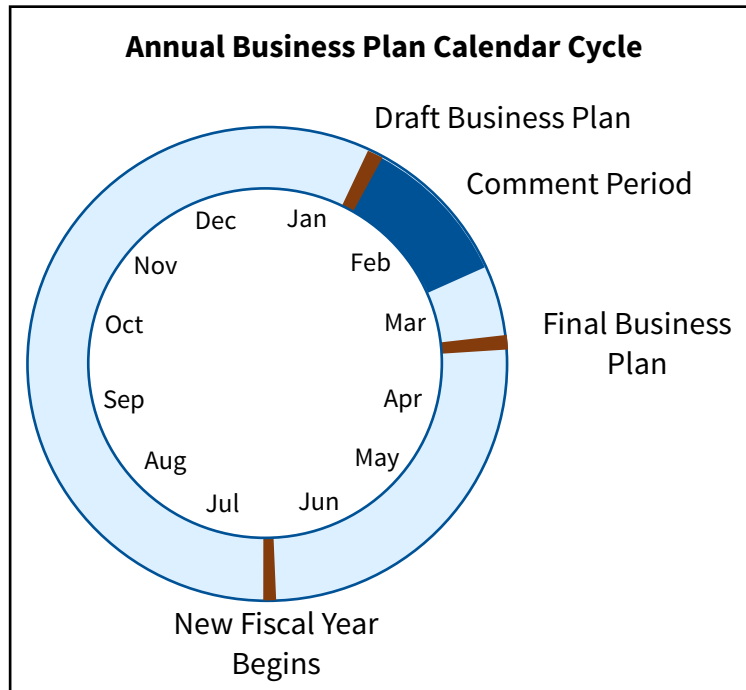 Annual Business Plan Calendar Cycle
Draft Business Plan
Comment Period
Final Business
Plan
New Fiscal Year
Begins
Jan
Feb
Mar
Apr
May
Jun
Jul
Aug
Sep
Oct
Nov
Dec